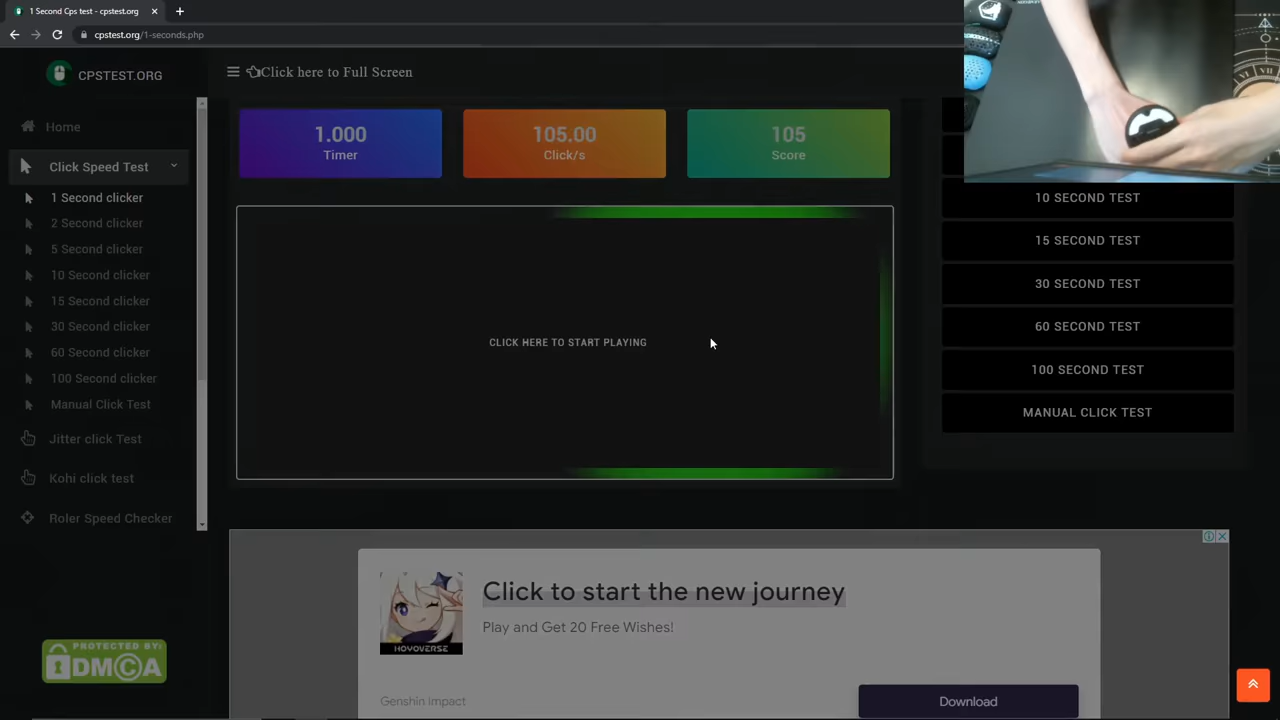 1 Second Cps test - cpstest.org
cpstest.org/1-seconds.php
CPSTEST.ORG
Click here to Full Screen
Home
Click Speed Test
1 Second clicker
2 Second clicker
5 Second clicker
10 Second clicker
15 Second clicker
30 Second clicker
60 Second clicker
100 Second clicker
Manual Click Test
Jitter click Test
Kohi click test
Roler Speed Checker
PROTECTED BY:
DMCA
1.000
Timer
105.00
Click/s
105
Score
CLICK HERE TO START PLAYING
10 SECOND TEST
15 SECOND TEST
30 SECOND TEST
60 SECOND TEST
100 SECOND TEST
MANUAL CLICK TEST
VII
Click to start the new journey
Play and Get 20 Free Wishes!
HOYOVERSE
Genshin Impact
Download